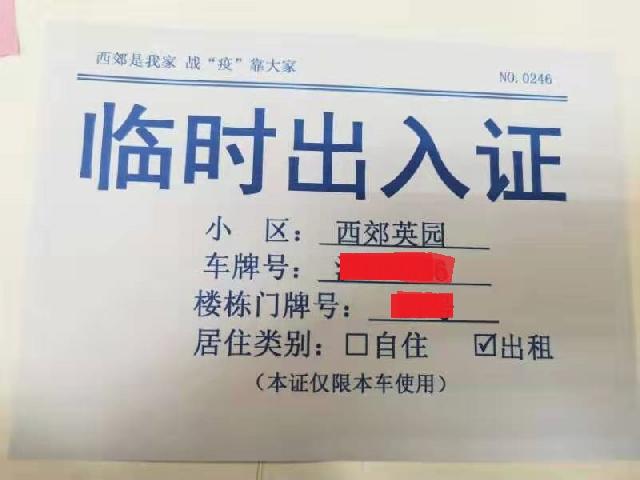 西郊是我家 战“疫”靠大家
NO.0246
临时出入证
小 区：西郊英园
车牌号：
楼栋门牌号：
居住类别：□自住 ☑出租
（本证仅限本车使用）